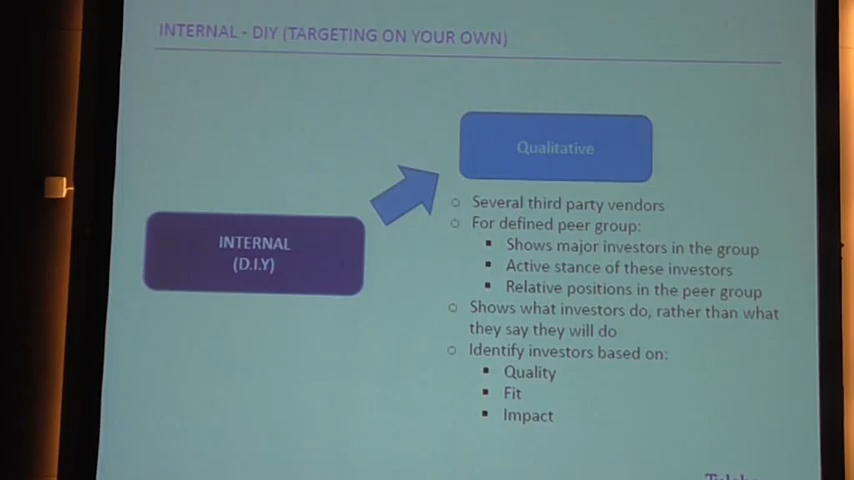 INTERNAL - DIY (TARGETING ON YOUR OWN)
Qualitative
INTERNAL
(D.I.Y)
Several third party vendors
For defined peer group:
Shows major investors in the group
Active stance of these investors
Relative positions in the peer group
Shows what investors do, rather than what
they say they will do
Identify investors based on:
Quality
Fit
Impact